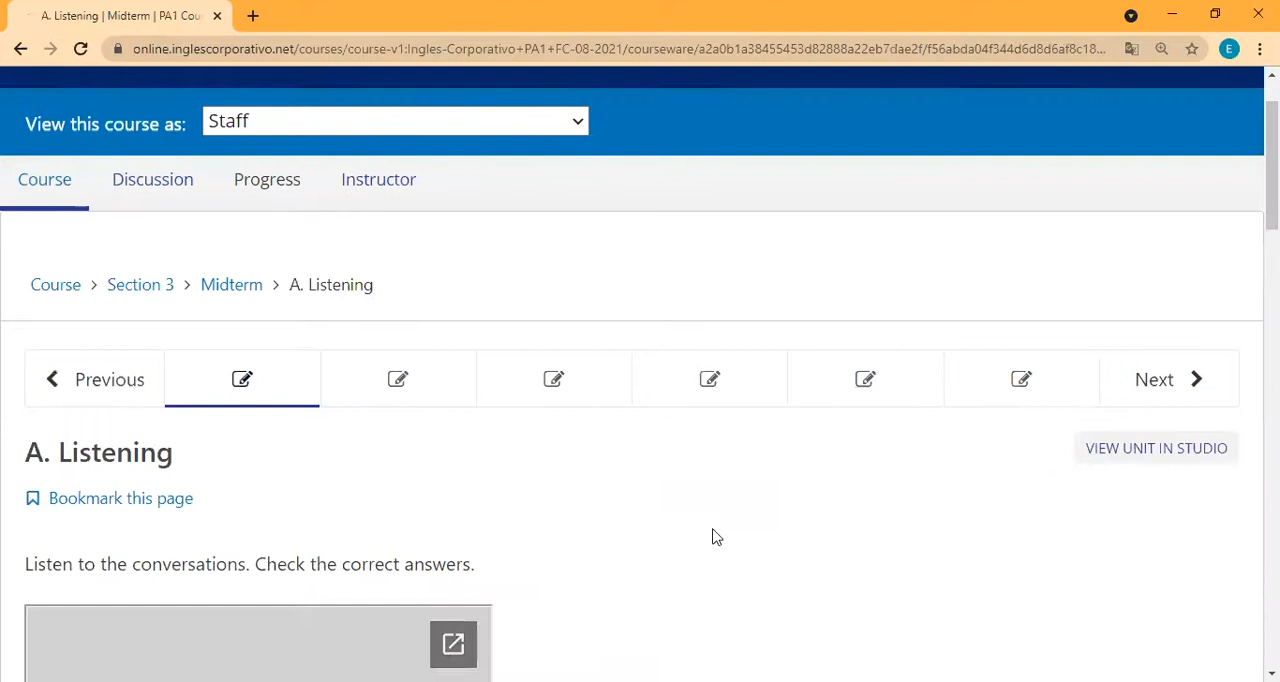 A. Listening | Midterm | PA1 Cou
online.inglescorporativo.net/courses/course-v1:Ingles-Corporativo+PA1+FC-08-2021/courseware/a2a0b1a38455453d82888a22eb7dae2f/f56abda04f344d6d8d6af8c18...
E
View this course as: Staff
Course Discussion Progress Instructor
Course > Section 3 > Midterm > A. Listening
Previous Next
A. Listening
VIEW UNIT IN STUDIO
Bookmark this page
Listen to the conversations. Check the correct answers.